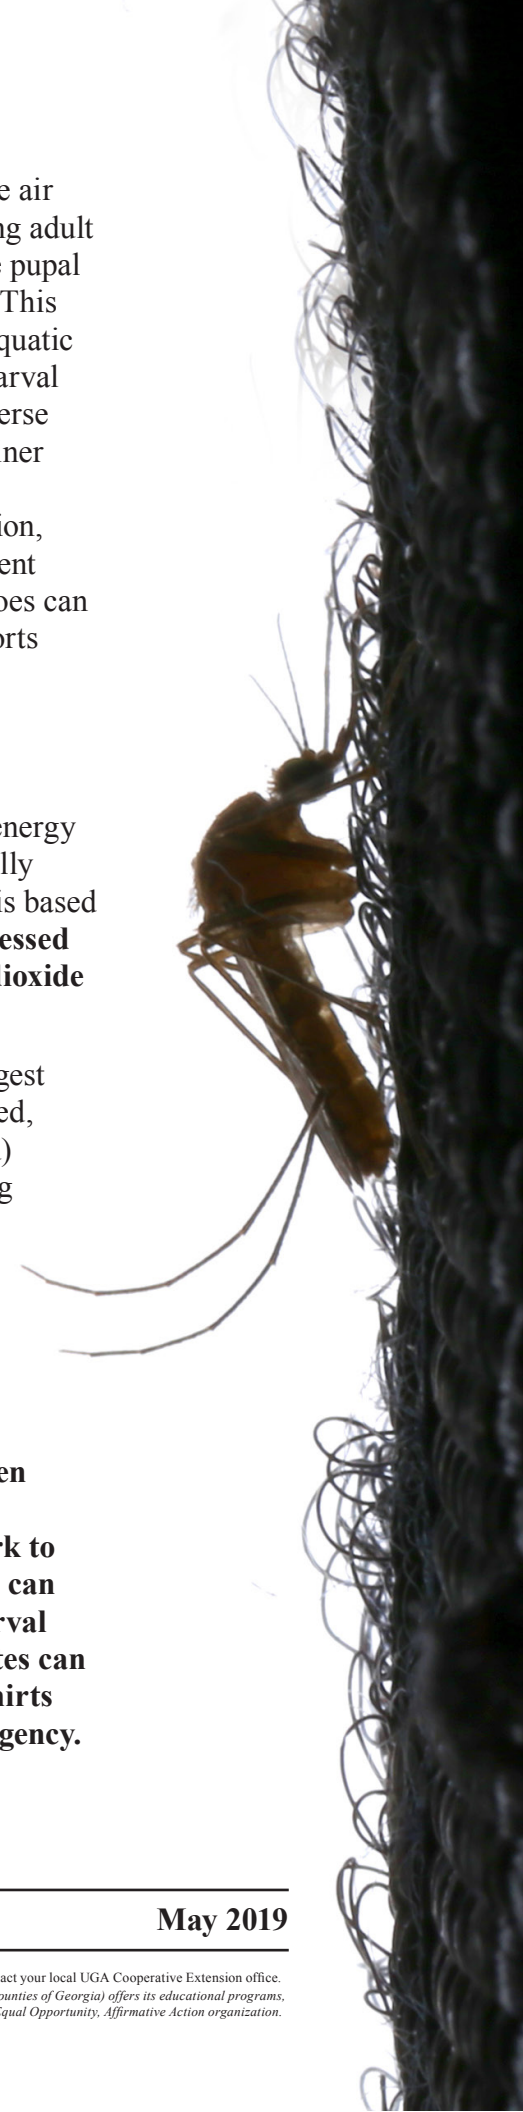 e air
ng adult
e pupal
This
quatic
arval
erse
iner
ion,
ent
oes can
orts
energy
lly
is based
essed
lioxide
gest
ed,
)
g
en
rk to
can
rval
tes can
hirts
gency.
May 2019
act your local UGA Cooperative Extension office.
ounties of Georgia) offers its educational programs,
Equal Opportunity, Affirmative Action organization.